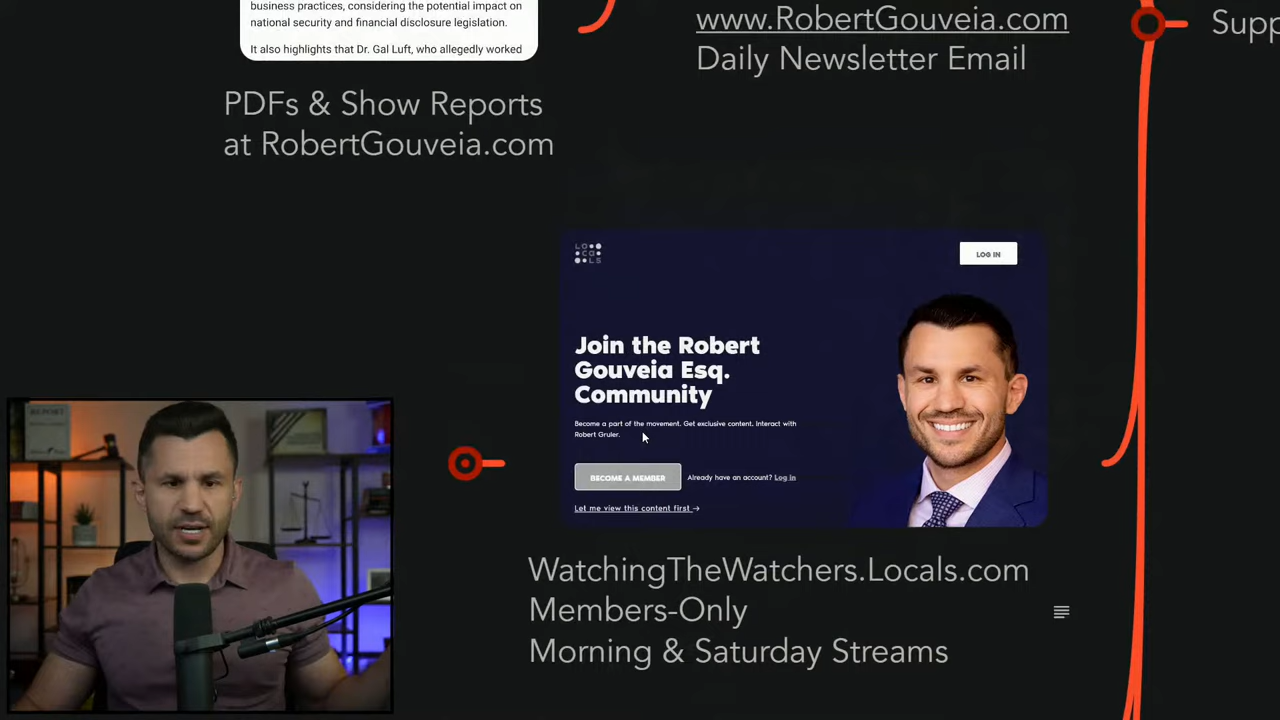 business practices, considering the potential impact on
national security and financial disclosure legislation.
It also highlights that Dr. Gal Luft, who allegedly worked
PDFs & Show Reports
at RobertGouveia.com
www.RobertGouveia.com
Daily Newsletter Email
Supp
LOCALS
LOG IN
Join the Robert
Gouveia Esq.
Community
Become a part of the movement. Get exclusive content. Interact with
Robert Gruler.
BECOME A MEMBER
Already have an account? Log in
Let me view this content first →
WatchingTheWatchers.Locals.com
Members-Only
Morning & Saturday Streams
REPORT